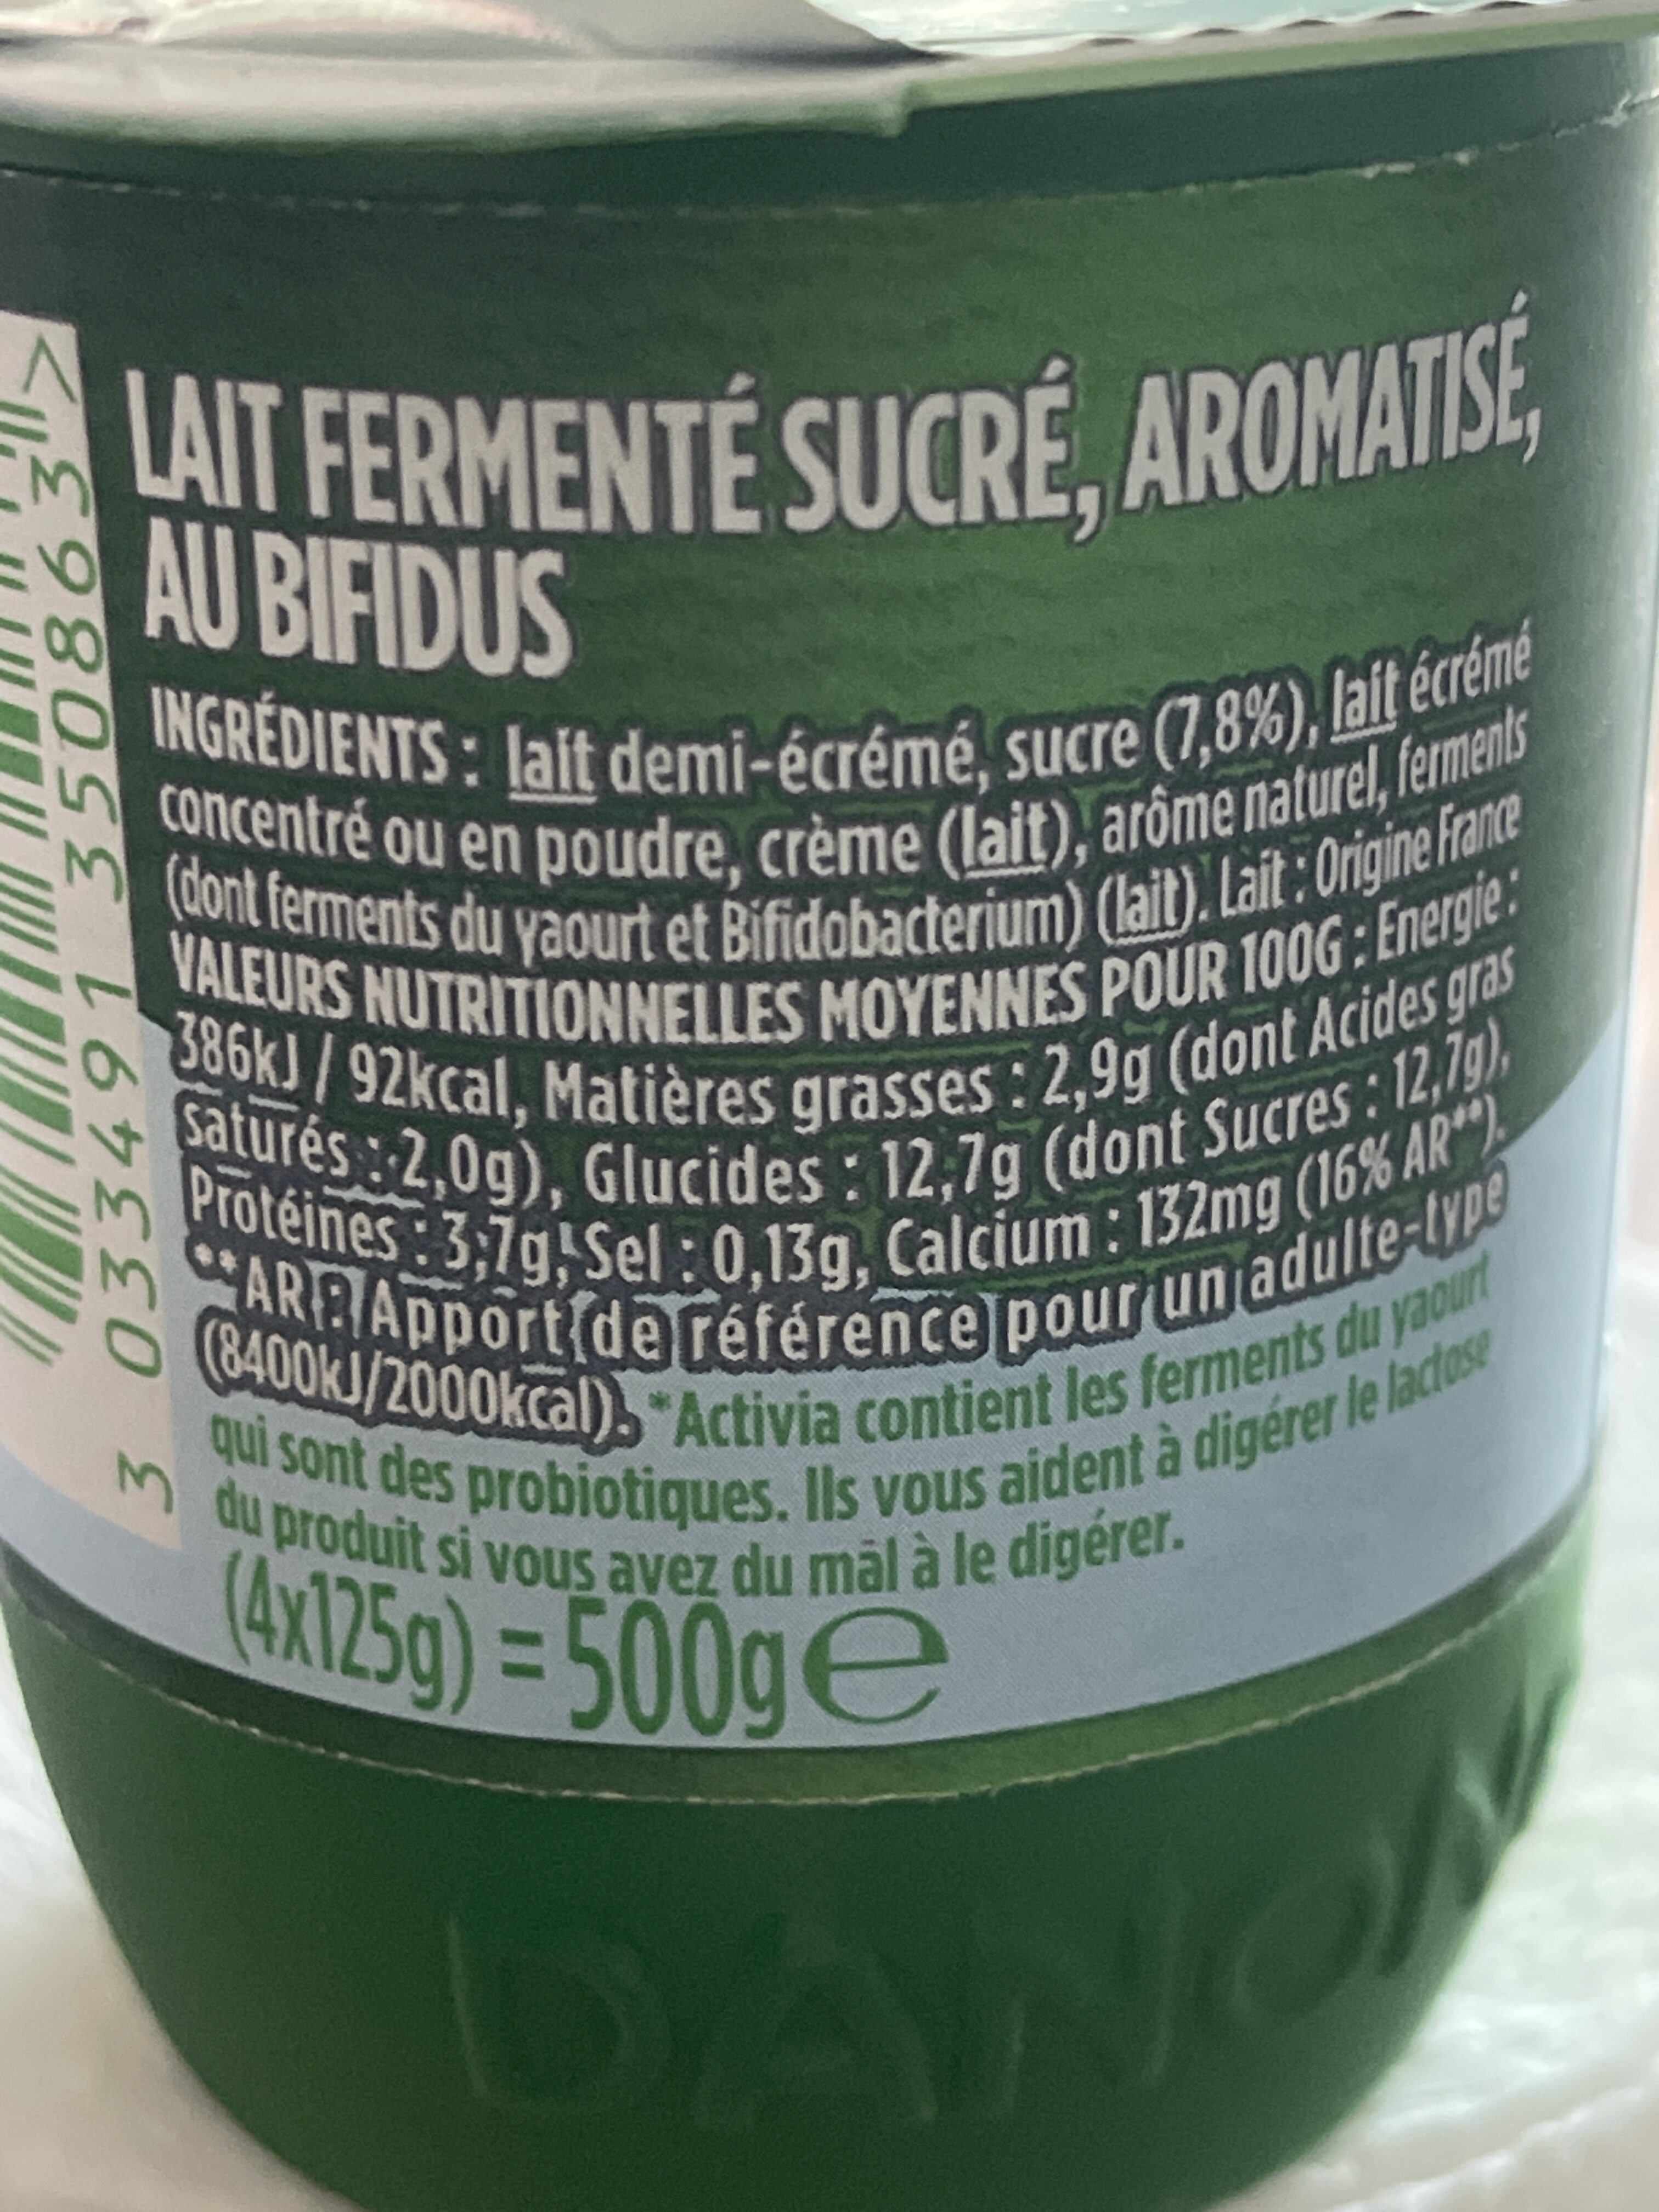 LAIT FERMENTÉ SUCRÉ, AROMATISÉ,
AU BIFIDUS
INGRÉDIENTS : lait demi-écrémé, sucre (7,8%), lait écrémé
concentré ou en poudre, crème (lait), arôme naturel, ferments
(dont ferments du yaourt et Bifidobacterium) (lait). Lait : Origine France
VALEURS NUTRITIONNELLES MOYENNES POUR 100G : Energie :
386kJ / 92kcal, Matières grasses : 2,9g (dont Acides gras
saturés : 2,0g), Glucides : 12,7g (dont Sucres : 12,7g),
Protéines : 3,7g, Sel : 0,13g, Calcium : 132mg (16% AR**).
**AR : Apport de référence pour un adulte-type
(8400kJ/2000kcal). *Activia contient les ferments du yaourt
qui sont des probiotiques. Ils vous aident à digérer le lactose
du produit si vous avez du mal à le digérer.
(4x125g) = 500g e
3 033491 350863 >
DANON